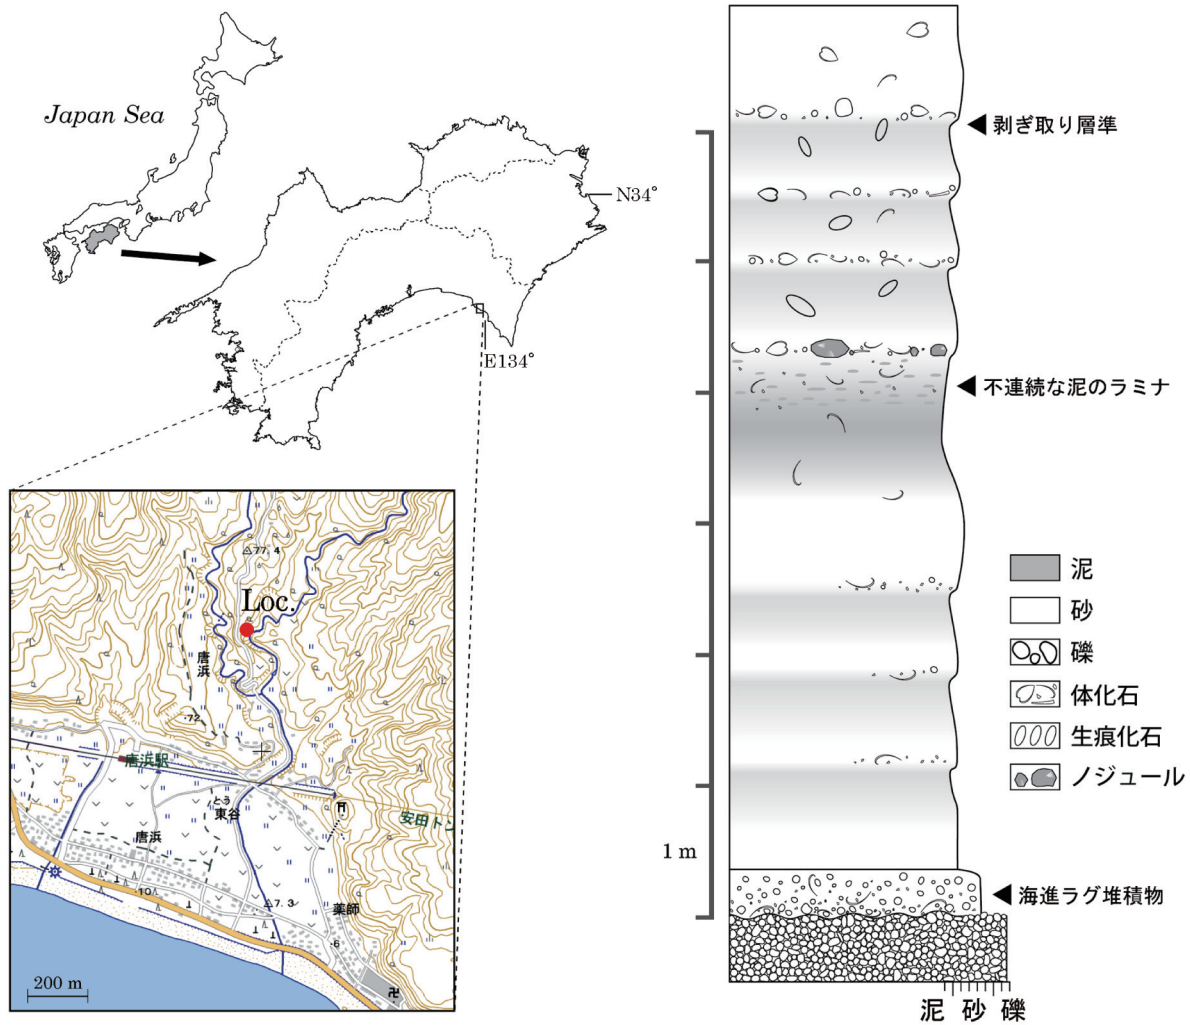 Japan Sea
N34°
E134°
77.4
Loc.
唐浜
・72
唐浜駅
とう
東谷
安田トン
唐浜
・10
7.3
薬師
・6
卍
200 m
剥ぎ取り層準
不連続な泥のラミナ
泥
砂
礫
体化石
生痕化石
ノジュール
1 m
海進ラグ堆積物
泥 砂 礫